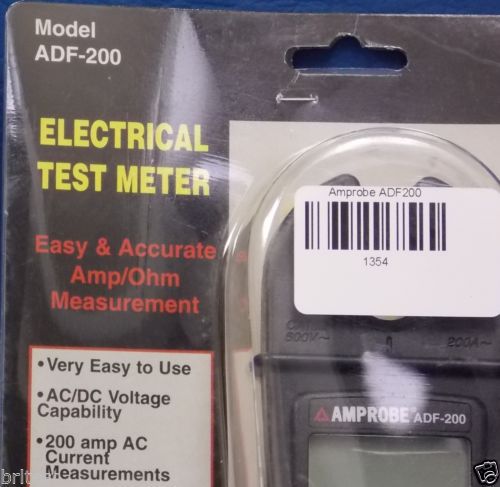 Model
ADF-200
ELECTRICAL
TEST METER
Easy & Accurate
Amp/Ohm
Measurement
•Very Easy to Use
•AC/DC Voltage
Capability
•200 amp AC
Current
Measurements
Amprobe ADF200
1354
200A~
AMPROBE® ADF-200